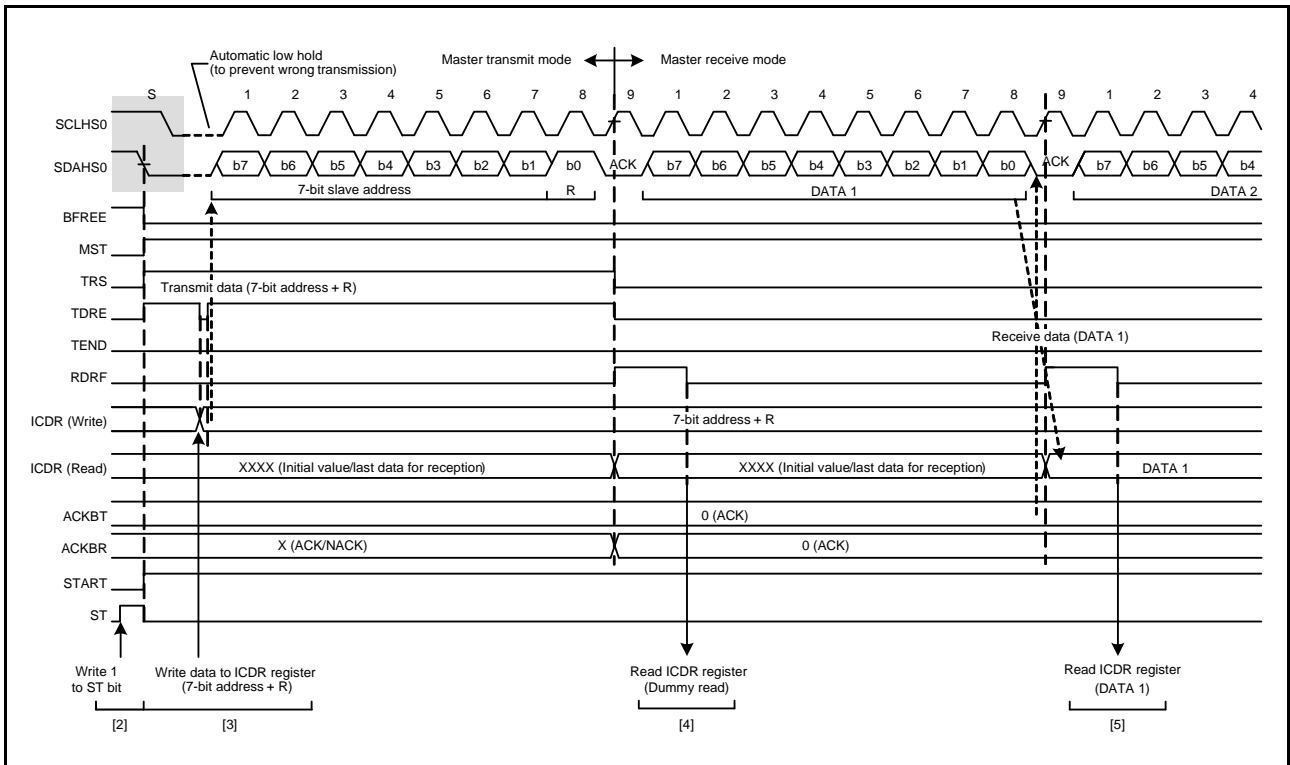 Automatic low hold
(to prevent wrong transmission)
Master transmit mode
Master receive mode
S 1 2 3 4 5 6 7 8 9 1 2 3 4 5 6 7 8 9 1 2 3 4
SCLHS0
SDAHS0 b7 b6 b5 b4 b3 b2 b1 b0 ACK b7 b6 b5 b4 b3 b2 b1 b0 ACK b7 b6 b5 b4
7-bit slave address R DATA 1 DATA 2
BFREE
MST
TRS
Transmit data (7-bit address + R)
TDRE
Receive data (DATA 1)
TEND
RDRF
ICDR (Write) 7-bit address + R
ICDR (Read) XXXX (Initial value/last data for reception) XXXX (Initial value/last data for reception) DATA 1
ACKBT 0 (ACK)
ACKBR X (ACK/NACK) 0 (ACK)
START
ST
Write 1
to ST bit
Write data to ICDR register
(7-bit address + R)
Read ICDR register
(Dummy read)
Read ICDR register
(DATA 1)
[2] [3] [4] [5]